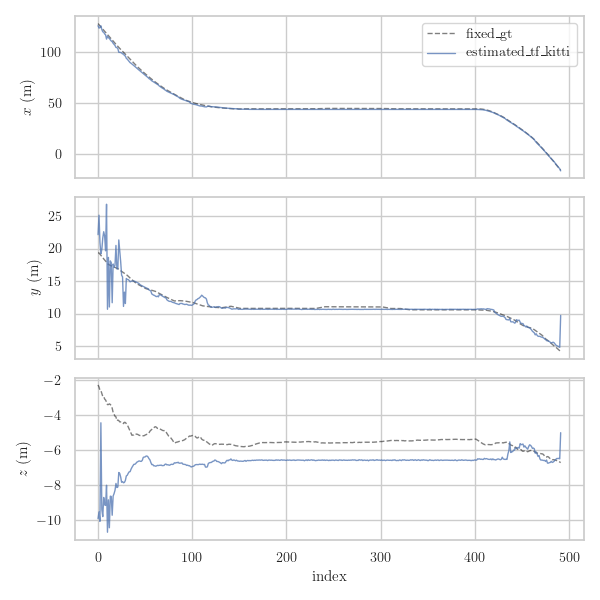 fixed_gt
estimated_tf_kitti
100
50
0
x (m)
25
20
15
10
5
y (m)
−2
−4
−6
−8
−10
z (m)
0 100 200 300 400 500
index